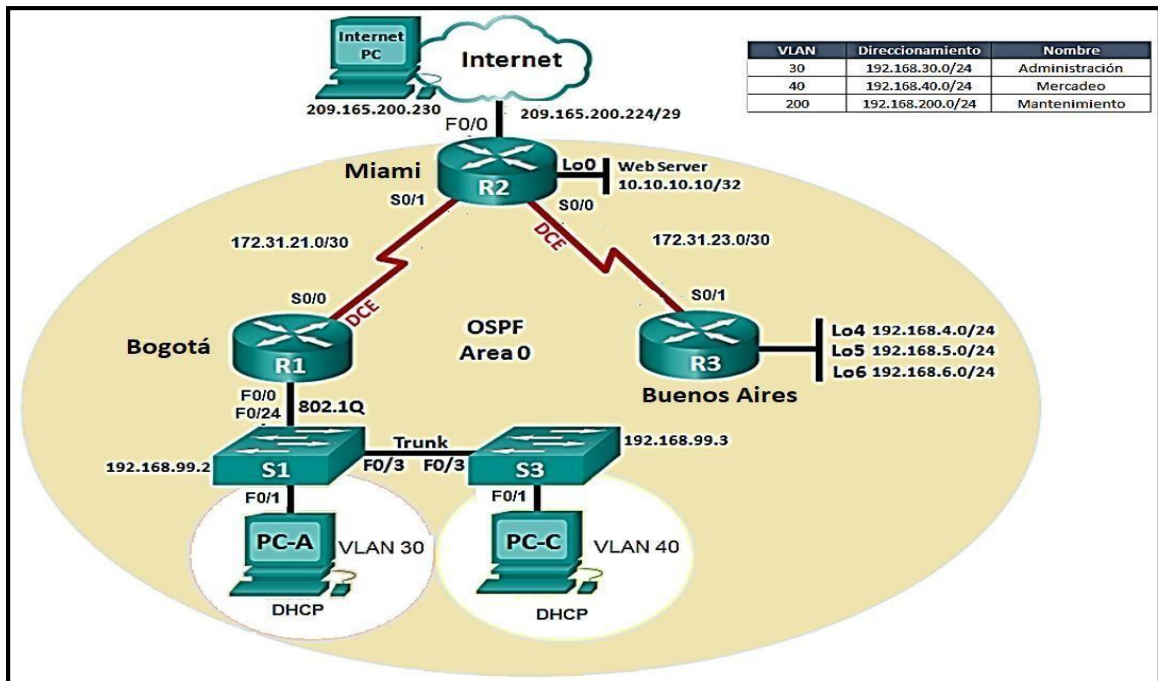 Internet
PC
Internet
209.165.200.230
209.165.200.224/29
F0/0
VLAN Direccionamiento Nombre
30 192.168.30.0/24 Administración
40 192.168.40.0/24 Mercadeo
200 192.168.200.0/24 Mantenimiento
Miami
R2
Lo0
Web Server
10.10.10.10/32
S0/1
S0/0
DCE
172.31.21.0/30
172.31.23.0/30
S0/0
DCE
S0/1
Bogotá
R1
OSPF
Area 0
R3
Buenos Aires
Lo4 192.168.4.0/24
Lo5 192.168.5.0/24
Lo6 192.168.6.0/24
F0/0
F0/24
802.1Q
192.168.99.2
S1
Trunk
F0/3 F0/3
S3
192.168.99.3
F0/1
F0/1
PC-A
VLAN 30
DHCP
PC-C
VLAN 40
DHCP